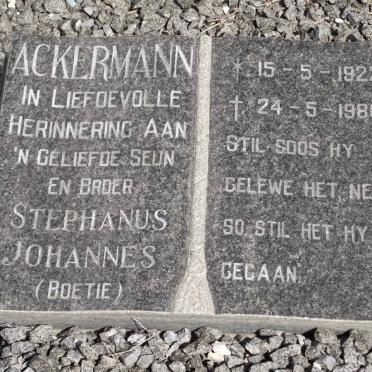 ACKERMANN
IN LIEFDEVOLLE
HERINNERING AAN
'N GELIEFDE SEUN
EN BROER
STEPHANUS
JOHANNES
(BOETIE)
* 15-5-192
† 24-5-198
STIL SOOS HY
GELEWE HET, NE
SO STIL HET HY
GEGAAN